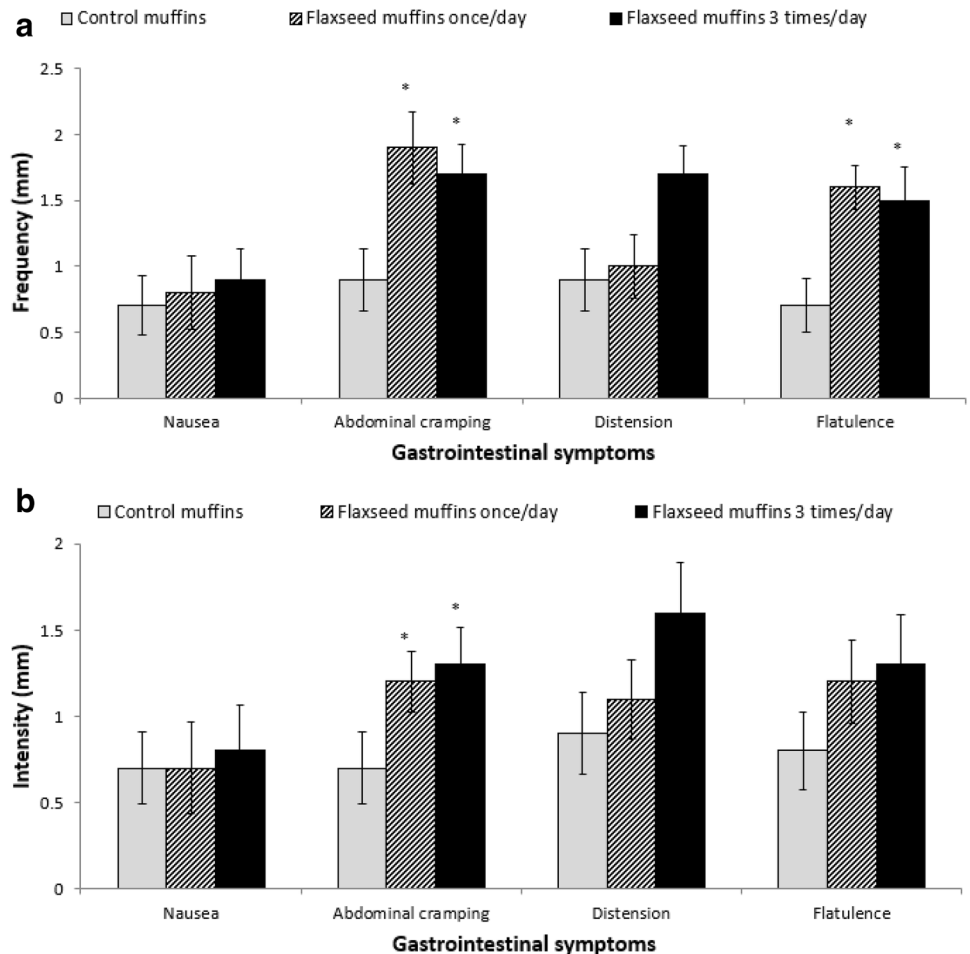 a
Control muffins Flaxseed muffins once/day Flaxseed muffins 3 times/day
2.5
2
1.5
1
0.5
0
Frequency (mm)
* * * *
Nausea Abdominal cramping Distension Flatulence
Gastrointestinal symptoms
b
Control muffins Flaxseed muffins once/day Flaxseed muffins 3 times/day
2
1.5
1
0.5
0
Intensity (mm)
* *
Nausea Abdominal cramping Distension Flatulence
Gastrointestinal symptoms